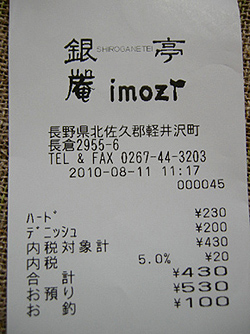 銀 SHIROGANETEI 亭
庵 imozi
長野県北佐久郡軽井沢町
長倉2955-6
TEL & FAX 0267-44-3203
2010-08-11 11:17
000045
ハード ¥230
デニッシュ ¥200
内税対象計 ¥430
内税 5.0% ¥20
合 計 ¥430
お預り ¥530
お 釣 ¥100